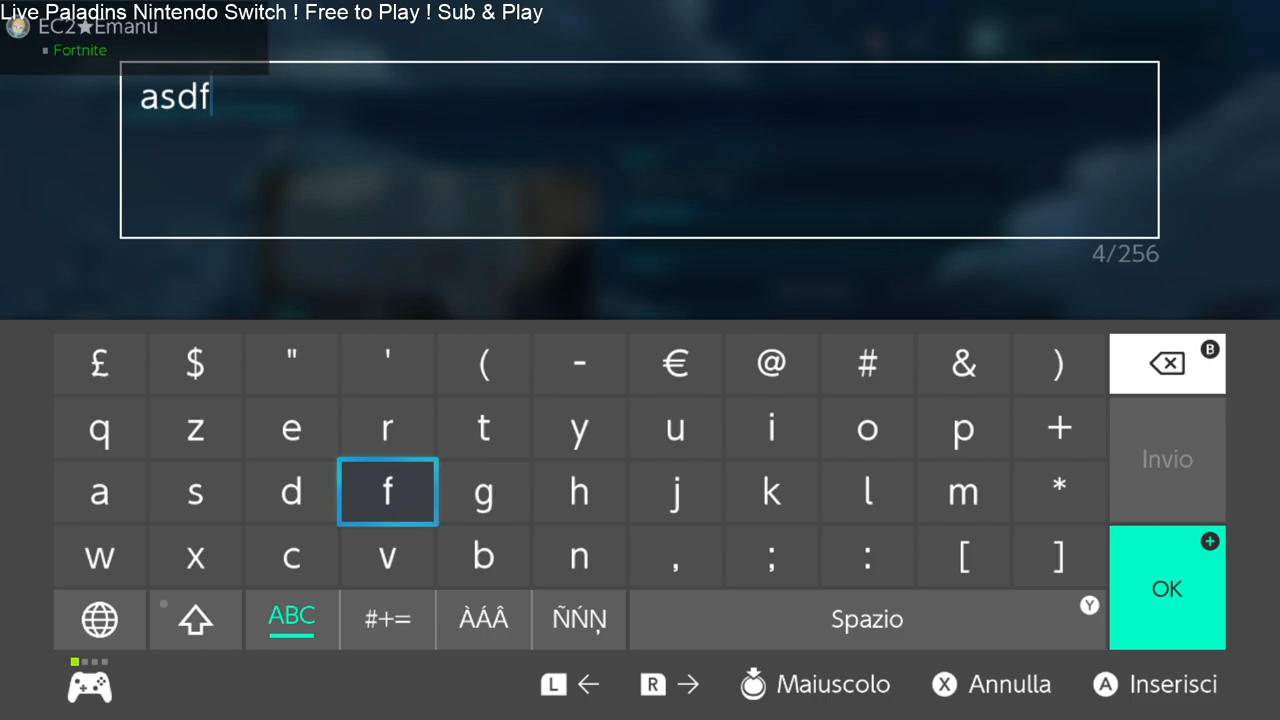 Live Paladins Nintendo Switch ! Free to Play ! Sub & Play
EC2★Emanu
Fortnite
asdf
4/256
£ $ " ' ( - € @ # & ) B
q z e r t y u i o p +
a s d f g h j k l m * Invio
w x c v b n , ; : [ ] +
OK
ABC #+= ÀÁÂ ÑŃŅ Spazio Y
L ← R → Maiuscolo X Annulla A Inserisci